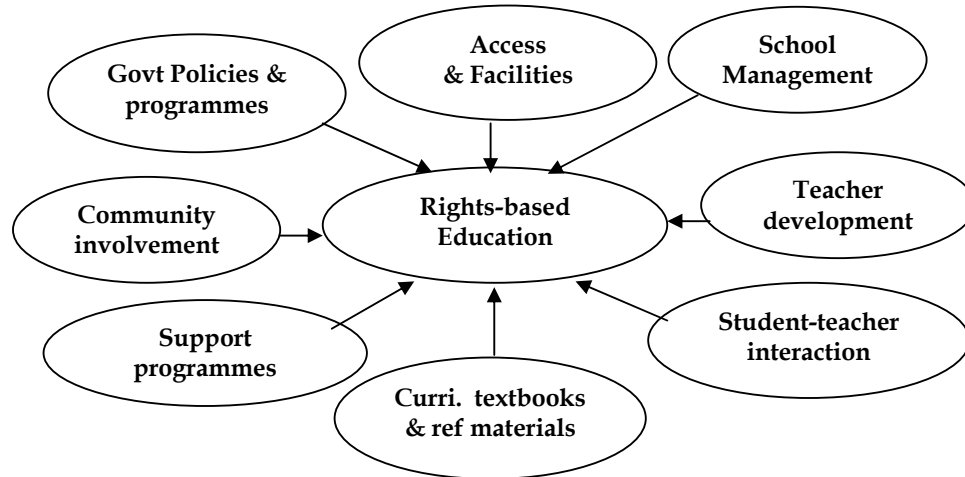 Access
& Facilities
School
Management
Govt Policies &
programmes
Teacher
development
Rights-based
Education
Community
involvement
Student-teacher
interaction
Support
programmes
Curri. textbooks
& ref materials